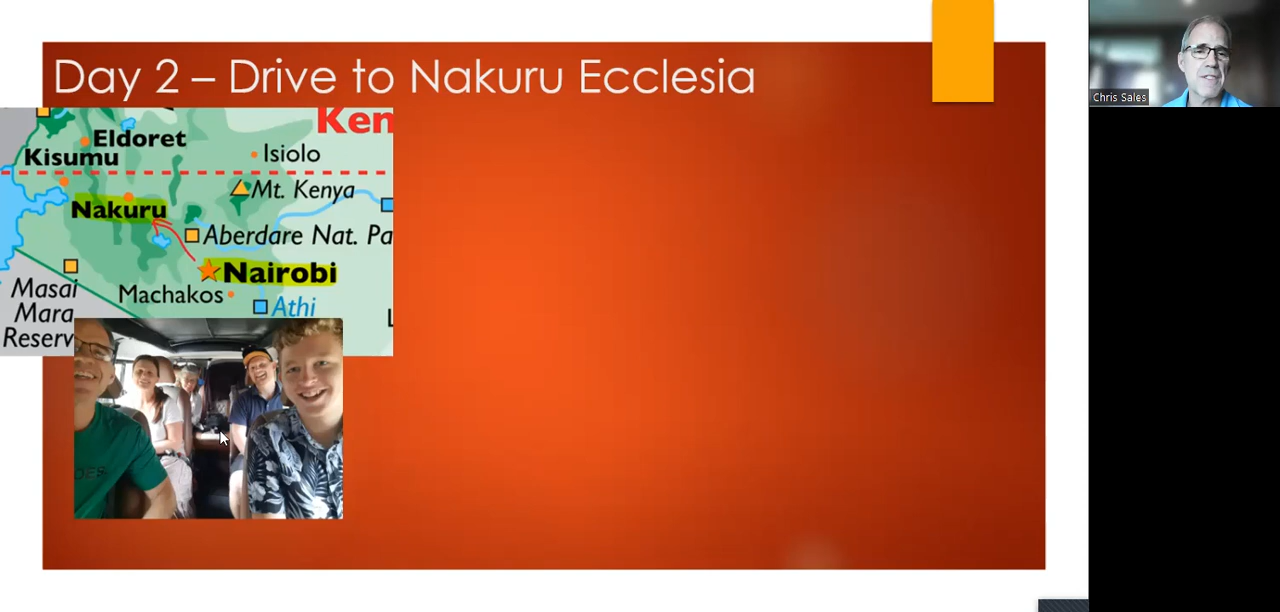 Day 2 – Drive to Nakuru Ecclesia
Ken
Eldoret
Kisumu
Isiolo
Mt. Kenya
Nakuru
Aberdare Nat. Pa
Nairobi
Masai
Mara
Reserv
Machakos
Athi
L
Chris Sales